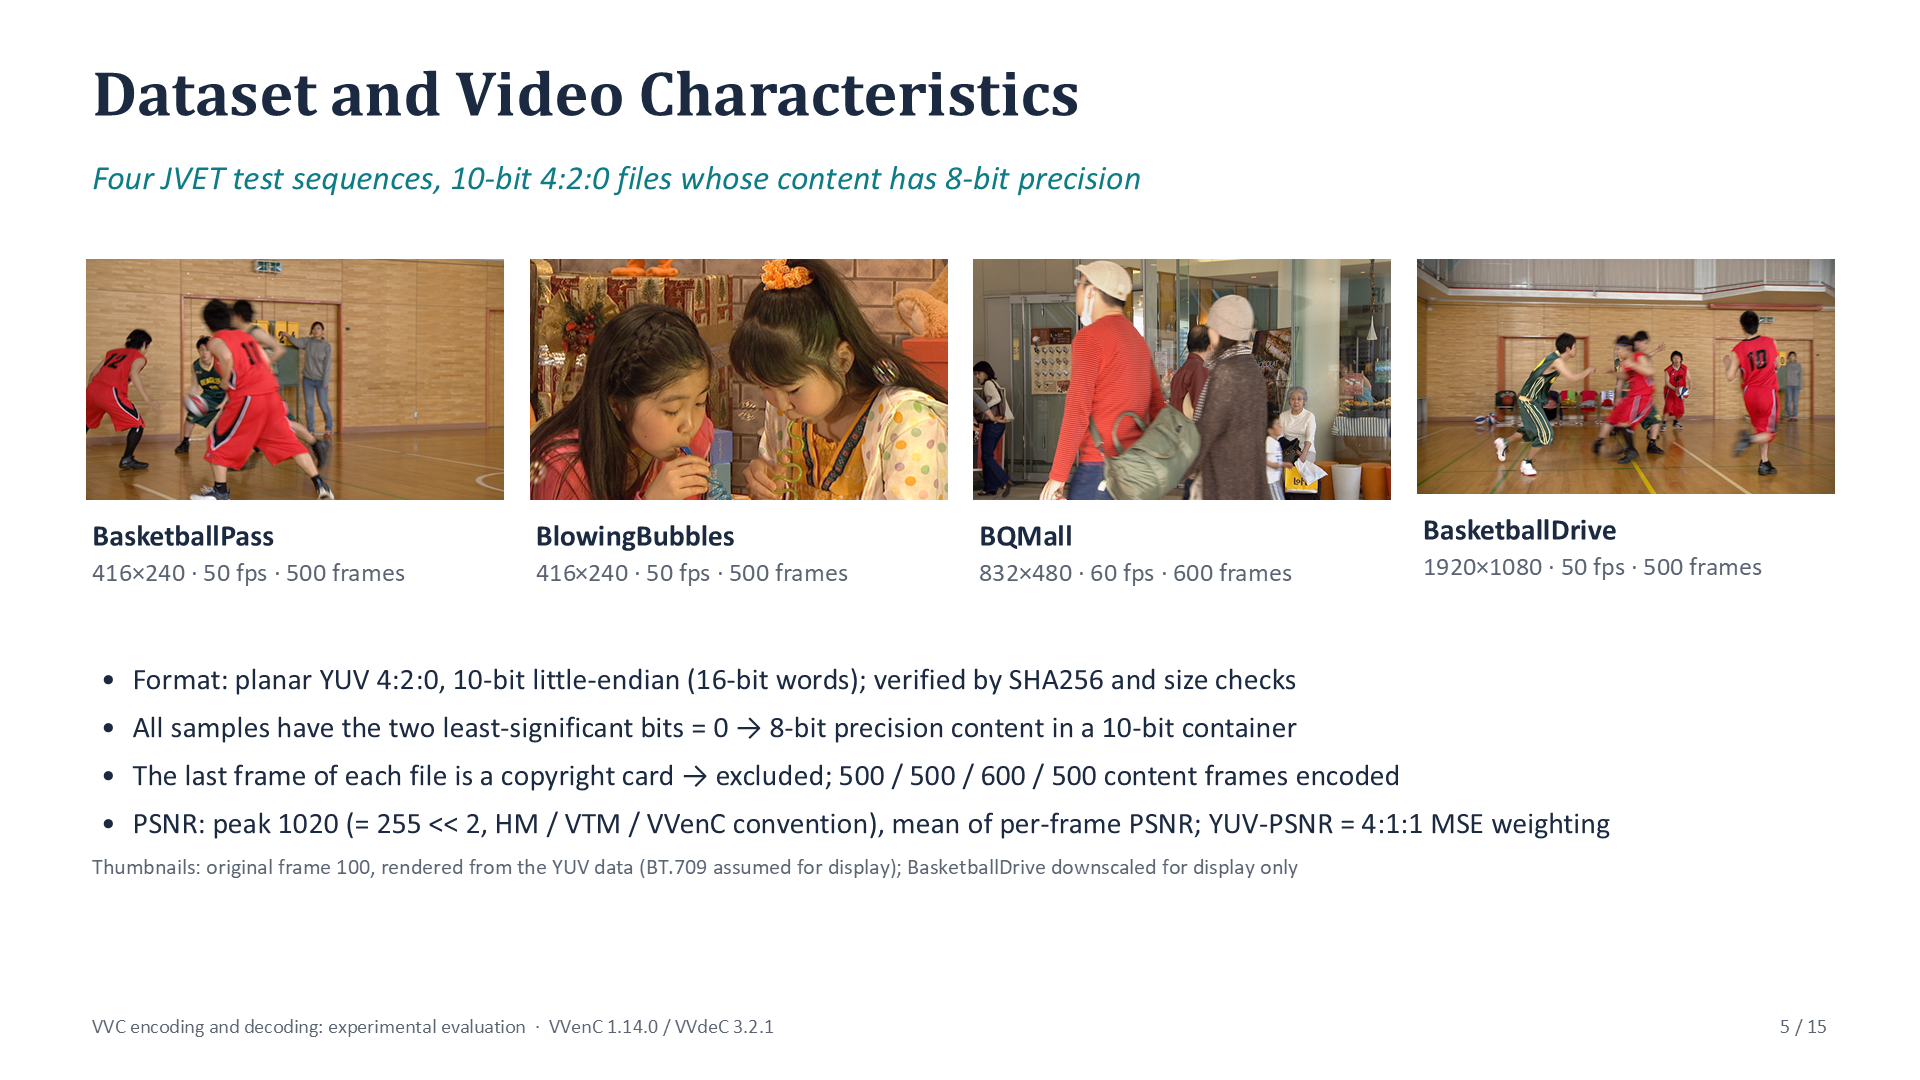 Dataset and Video Characteristics
Four JVET test sequences, 10-bit 4:2:0 files whose content has 8-bit precision
12
11
10
BasketballPass
416×240 · 50 fps · 500 frames
BlowingBubbles
416×240 · 50 fps · 500 frames
BQMall
832×480 · 60 fps · 600 frames
BasketballDrive
1920×1080 · 50 fps · 500 frames
• Format: planar YUV 4:2:0, 10-bit little-endian (16-bit words); verified by SHA256 and size checks
• All samples have the two least-significant bits = 0 → 8-bit precision content in a 10-bit container
• The last frame of each file is a copyright card → excluded; 500 / 500 / 600 / 500 content frames encoded
• PSNR: peak 1020 (= 255 << 2, HM / VTM / VVenC convention), mean of per-frame PSNR; YUV-PSNR = 4:1:1 MSE weighting
Thumbnails: original frame 100, rendered from the YUV data (BT.709 assumed for display); BasketballDrive downscaled for display only
VVC encoding and decoding: experimental evaluation · VVenC 1.14.0 / VVdeC 3.2.1
5 / 15